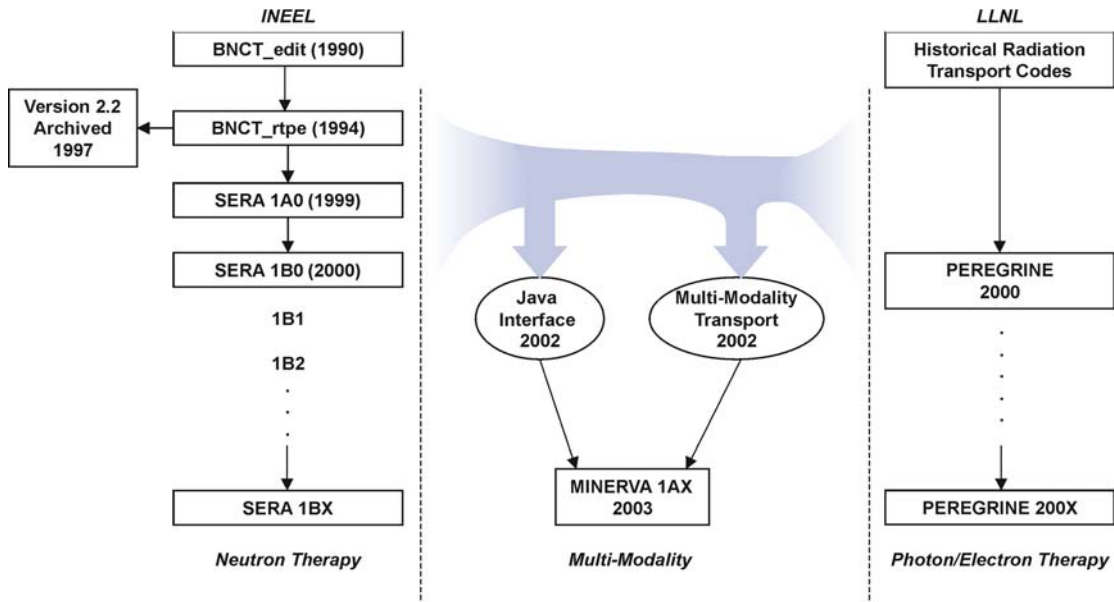 INEEL
BNCT_edit (1990)
Version 2.2
Archived
1997
BNCT_rtpe (1994)
SERA 1A0 (1999)
SERA 1B0 (2000)
1B1
1B2
SERA 1BX
Neutron Therapy
Java
Interface
2002
Multi-Modality
Transport
2002
MINERVA 1AX
2003
Multi-Modality
LLNL
Historical Radiation
Transport Codes
PEREGRINE
2000
PEREGRINE 200X
Photon/Electron Therapy